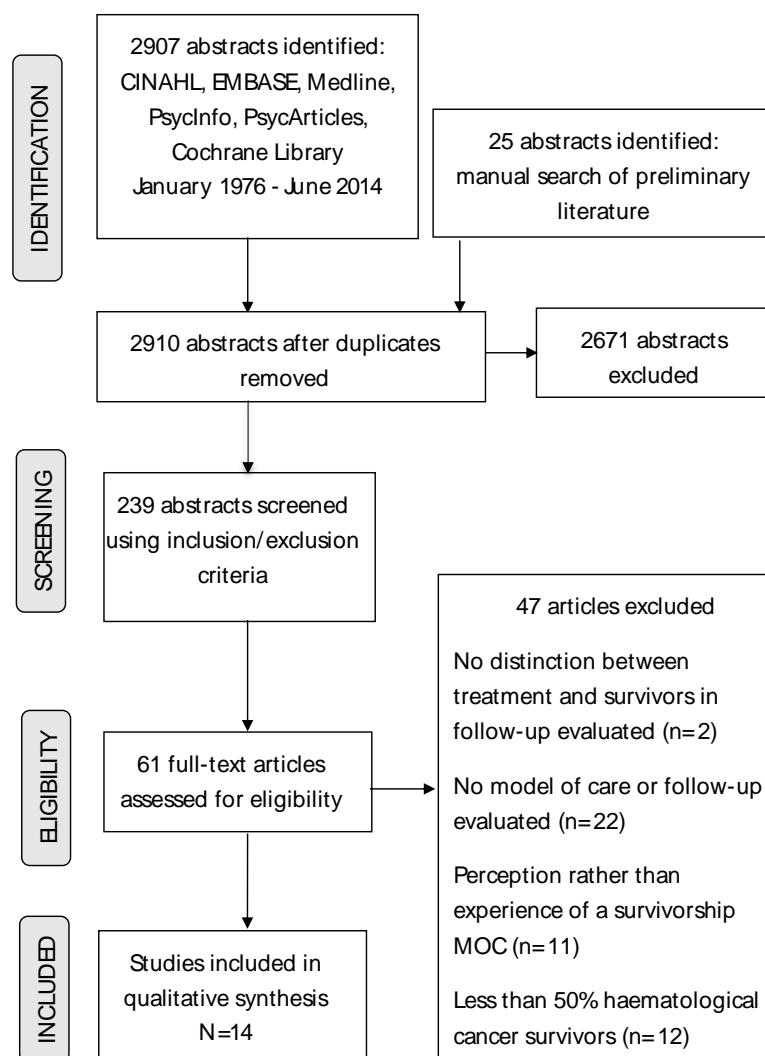 IDENTIFICATION
2907 abstracts identified:
CINAHL, EMBASE, Medline,
PsycInfo, PsycArticles,
Cochrane Library
January 1976 - June 2014
25 abstracts identified:
manual search of preliminary
literature
2910 abstracts after duplicates
removed
2671 abstracts
excluded
SCREENING
239 abstracts screened
using inclusion/exclusion
criteria
ELIGIBILITY
61 full-text articles
assessed for eligibility
47 articles excluded
No distinction between
treatment and survivors in
follow-up evaluated (n=2)
No model of care or follow-up
evaluated (n=22)
Perception rather than
experience of a survivorship
MOC (n=11)
Less than 50% haematological
cancer survivors (n=12)
INCLUDED
Studies included in
qualitative synthesis
N=14